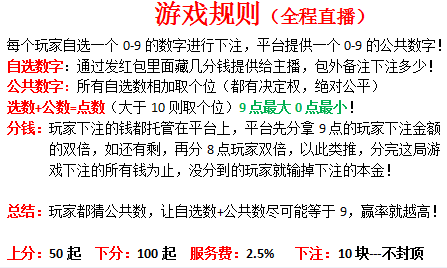 游戏规则（全程直播）
每个玩家自选一个 0-9 的数字进行下注，平台提供一个 0-9 的公共数字！
自选数字：通过发红包里面藏几分钱提供给主播，包外备注下注多少！
公共数字：所有自选数相加取个位（都有决定权，绝对公平）
选数+公数=点数（大于 10 则取个位）9 点最大 0 点最小！
分钱：玩家下注的钱都托管在平台上，平台先分拿 9 点的玩家下注金额
的双倍，如还有剩，再分 8 点玩家双倍，以此类推，分完这局游
戏下注的所有钱为止，没分到的玩家就输掉下注的本金！
总结：玩家都猜公共数，让自选数+公共数尽可能等于 9，赢率就越高！
上分：50 起 下分：100 起 服务费：2.5% 下注：10 块---不封顶